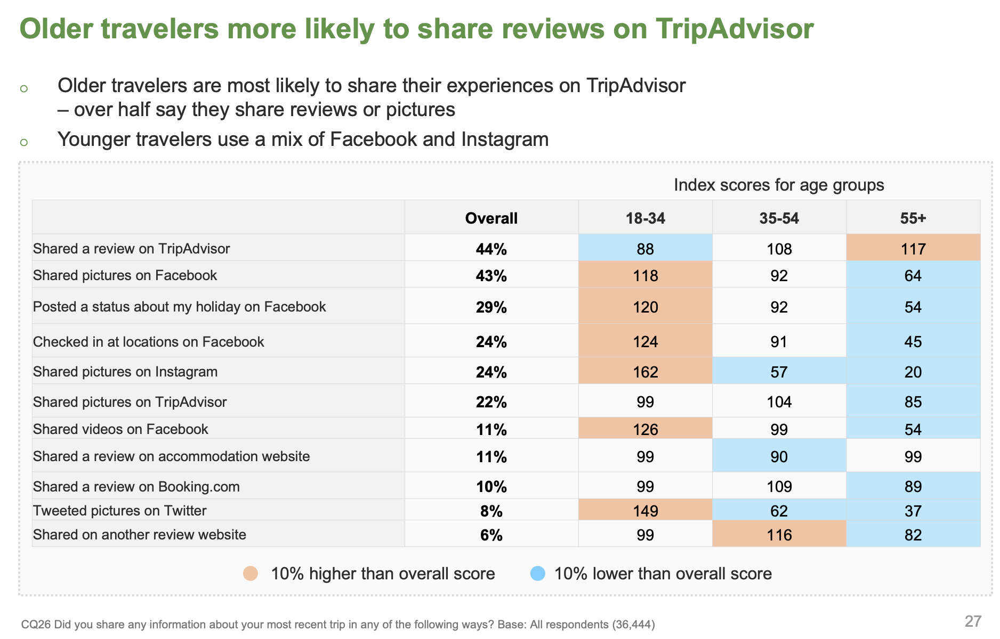 Older travelers more likely to share reviews on TripAdvisor
Older travelers are most likely to share their experiences on TripAdvisor
– over half say they share reviews or pictures
Younger travelers use a mix of Facebook and Instagram
Index scores for age groups
Overall 18-34 35-54 55+
Shared a review on TripAdvisor 44% 88 108 117
Shared pictures on Facebook 43% 118 92 64
Posted a status about my holiday on Facebook 29% 120 92 54
Checked in at locations on Facebook 24% 124 91 45
Shared pictures on Instagram 24% 162 57 20
Shared pictures on TripAdvisor 22% 99 104 85
Shared videos on Facebook 11% 126 99 54
Shared a review on accommodation website 11% 99 90 99
Shared a review on Booking.com 10% 99 109 89
Tweeted pictures on Twitter 8% 149 62 37
Shared on another review website 6% 99 116 82
10% higher than overall score 10% lower than overall score
CQ26 Did you share any information about your most recent trip in any of the following ways? Base: All respondents (36,444)
27